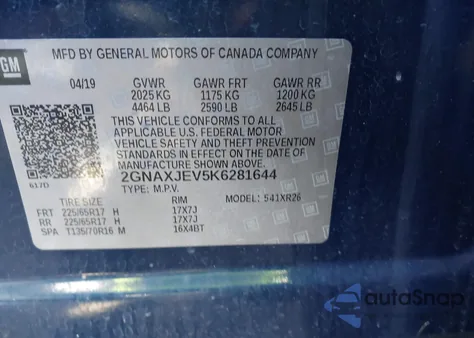 GM
MFD BY GENERAL MOTORS OF CANADA COMPANY
04/19 GVWR GAWR FRT GAWR RR
2025 KG 1175 KG 1200 KG
4464 LB 2590 LB 2645 LB
THIS VEHICLE CONFORMS TO ALL
APPLICABLE U.S. FEDERAL MOTOR
VEHICLE SAFETY AND THEFT
PREVENTION STANDARDS
IN EFFECT ON THE DATE OF
MANUFACTURE SHOWN ABOVE
617D 2GNAXJEV5K6281644
TYPE: M.P.V. MODEL: 541XR26
TIRE SIZE RIM
FRT 225/65R17 H 17X7J
RR 225/65R17 H 17X7J
SPA T135/70R16 M 16X4BT
autoSnap